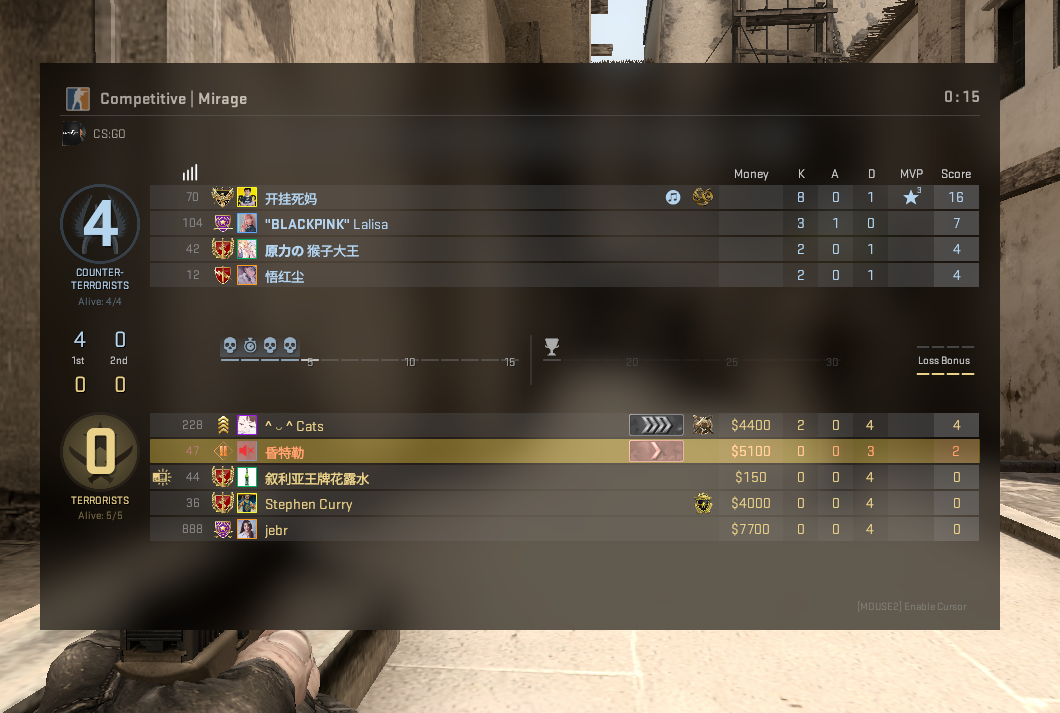 Competitive | Mirage 0:15
CS:GO
Money K A D MVP Score
70 开挂死妈 8 0 1 3 16
104 "BLACKPINK" Lalisa 3 1 0 7
42 原力の 猴子大王 2 0 1 4
12 悟红尘 2 0 1 4
4
COUNTER-
TERRORISTS
Alive: 4/4
4 0
1st 2nd
0 0
5 10 15 20 25 30
Loss Bonus
228 ^ ᴗ ^ Cats $4400 2 0 4 4
47 昏特勒 $5100 0 0 3 2
44 叙利亚王牌花露水 $150 0 0 4 0
36 Stephen Curry $4000 0 0 4 0
888 jebr $7700 0 0 4 0
0
TERRORISTS
Alive: 5/5
[MOUSE2] Enable Cursor